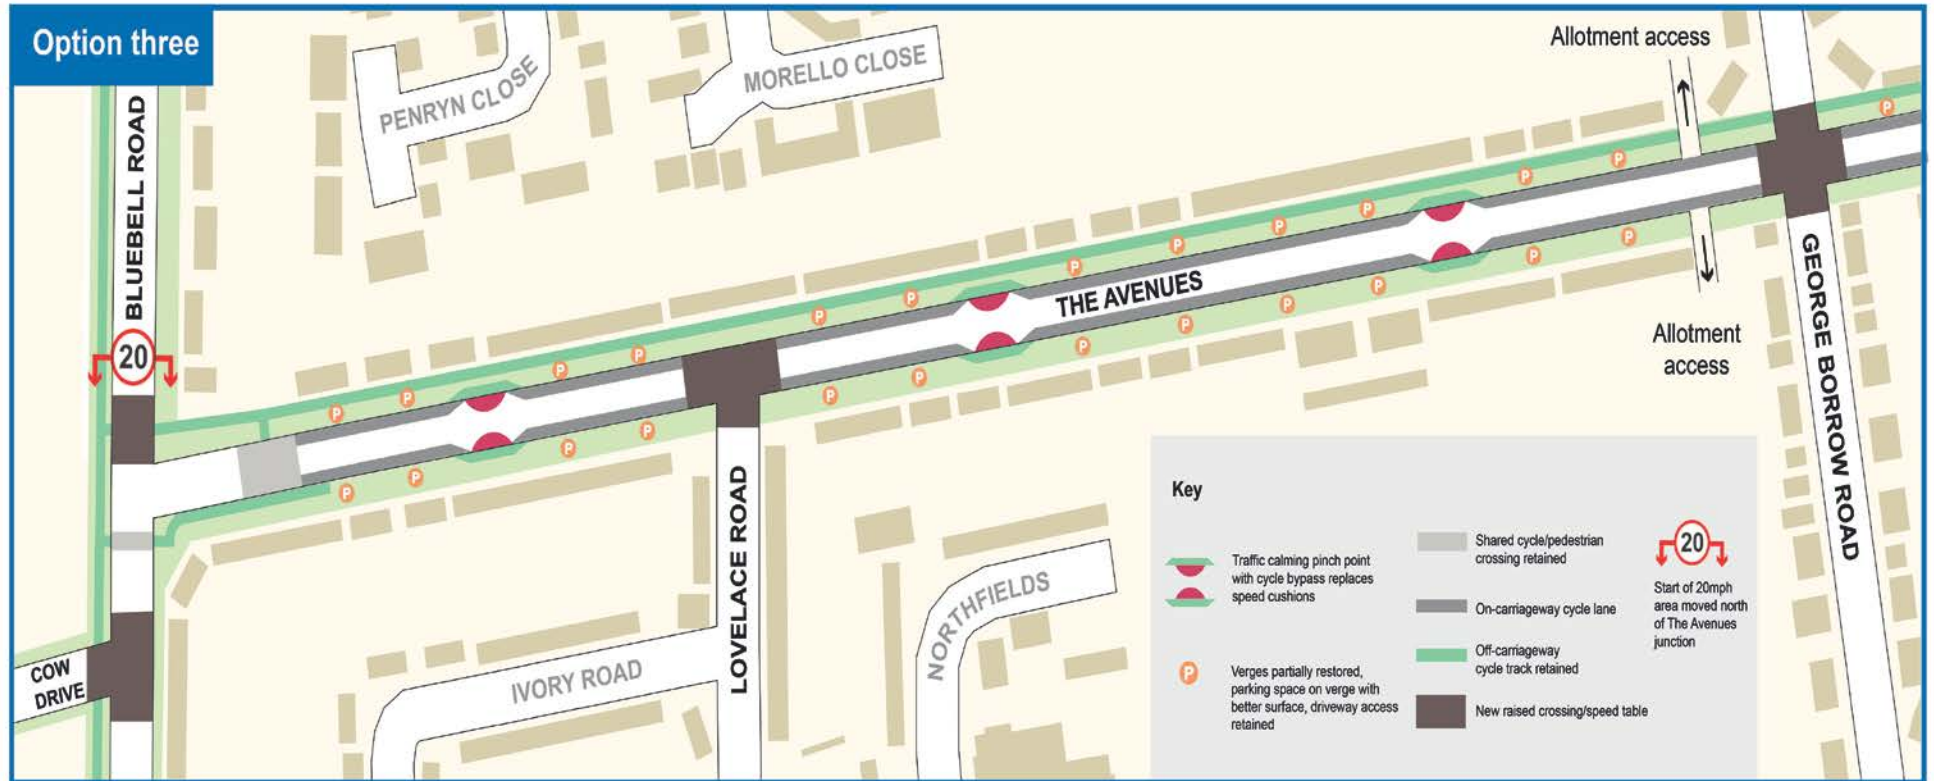 Option three
BLUEBELL ROAD
PENRYN CLOSE
MORELLO CLOSE
Allotment access
P
P
P
P
P
P
P
P
P
P
P
THE AVENUES
P
P
P
P
P
P
P
P
P
P
P
P
P
P
20
Allotment
access
GEORGE BORROW ROAD
LOVELACE ROAD
NORTHFIELDS
IVORY ROAD
COW
DRIVE
Key
Traffic calming pinch point
with cycle bypass replaces
speed cushions
P
Verges partially restored,
parking space on verge with
better surface, driveway access
retained
Shared cycle/pedestrian
crossing retained
On-carriageway cycle lane
Off-carriageway
cycle track retained
New raised crossing/speed table
20
Start of 20mph
area moved north
of The Avenues
junction